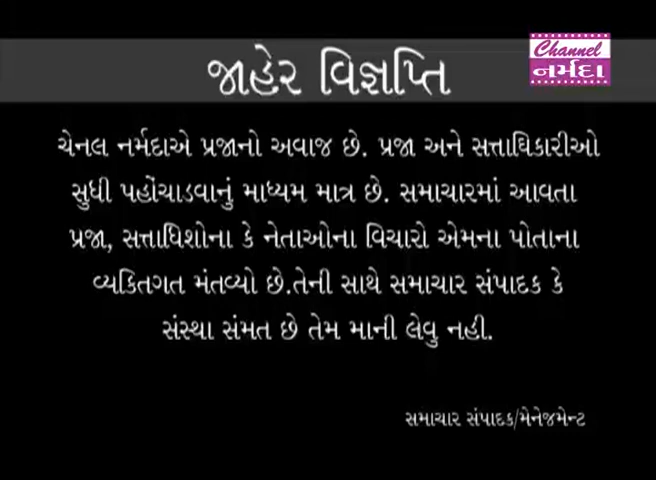 Channel
નર્મદા
જાહેર વિજ્ઞપ્તિ
ચેનલ નર્મદાએ પ્રજાનો અવાજ છે. પ્રજા અને સત્તાધિકારીઓ
સુધી પહોંચાડવાનું માધ્યમ માત્ર છે. સમાચારમાં આવતા
પ્રજા, સત્તાધિશોના કે નેતાઓના વિચારો એમના પોતાના
વ્યકિતગત મંતવ્યો છે.તેની સાથે સમાચાર સંપાદક કે
સંસ્થા સંમત છે તેમ માની લેવુ નહી.
સમાચાર સંપાદક/મેનેજમેન્ટ